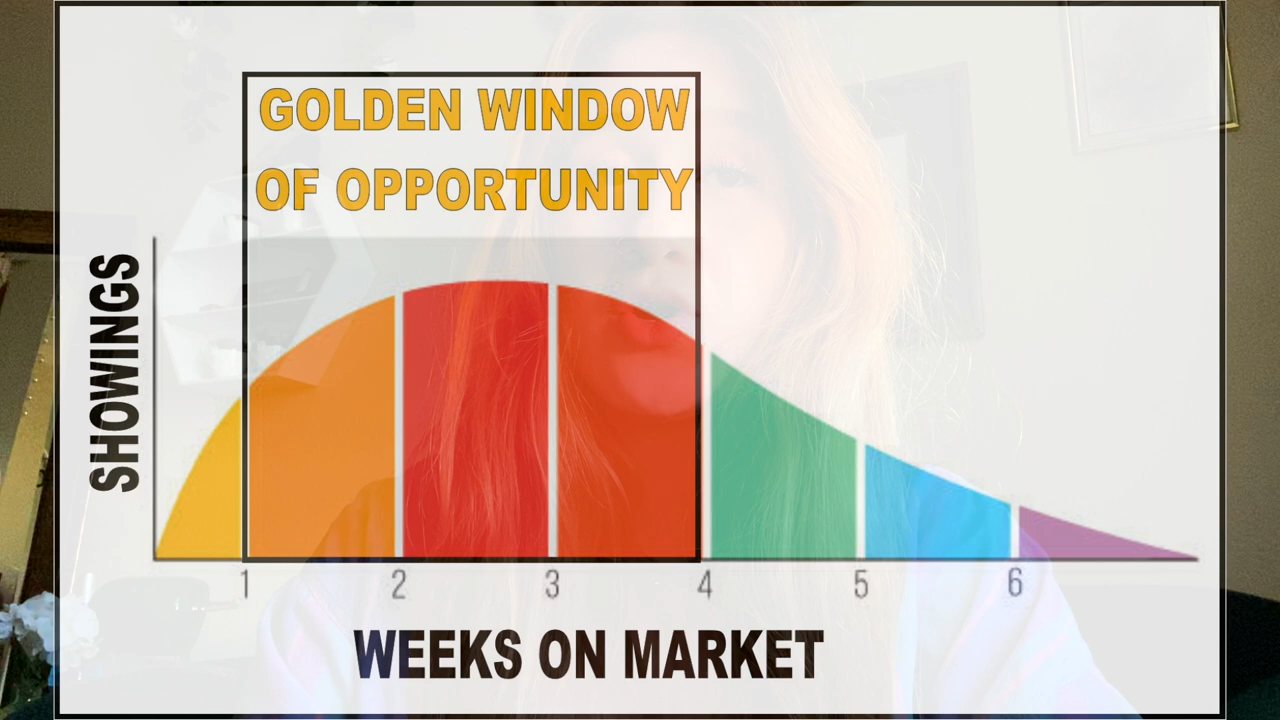 GOLDEN WINDOW
OF OPPORTUNITY
SHOWINGS
1 2 3 4 5 6
WEEKS ON MARKET